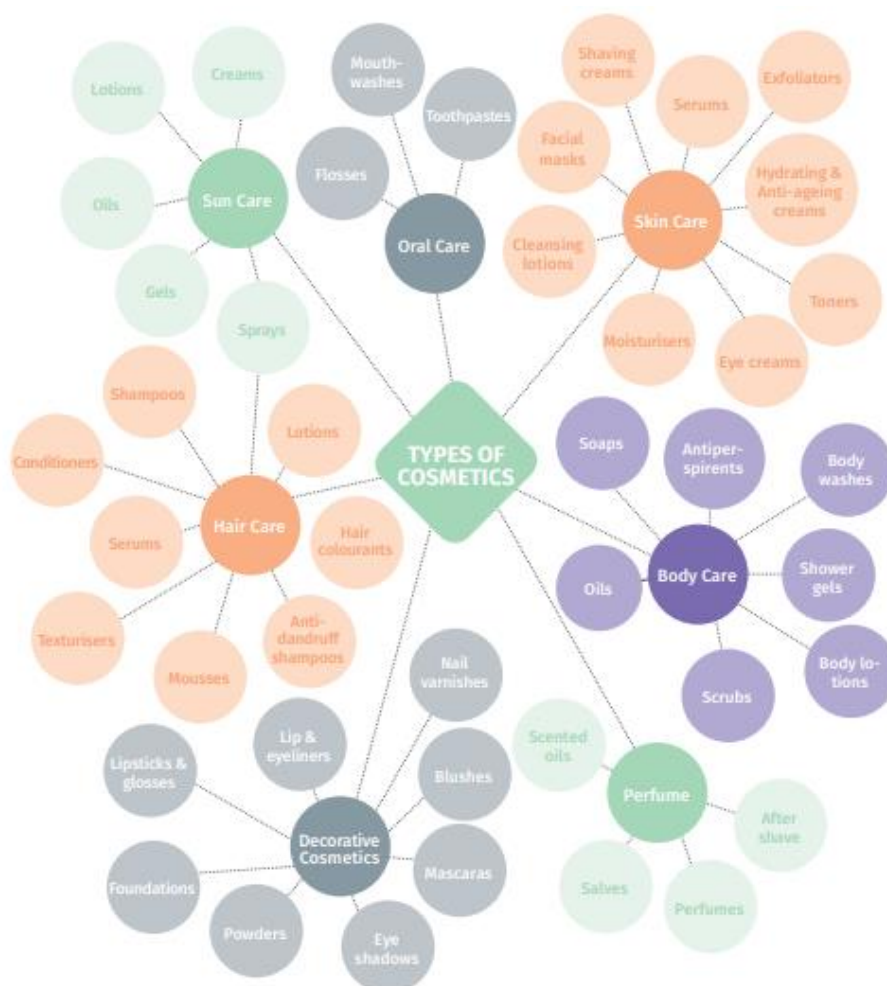 Creams
Lotions
Oils
Sun Care
Gels
Sprays
Mouth-
washes
Toothpastes
Flosses
Oral Care
Shaving
creams
Exfoliators
Serums
Facial
masks
Hydrating &
Anti-ageing
creams
Skin Care
Cleansing
lotions
Toners
Moisturisers
Eye creams
TYPES OF
COSMETICS
Shampoos
Lotions
Conditioners
Hair Care
Serums
Hair
colourants
Texturisers
Anti-
dandruff
shampoos
Mousses
Soaps
Antiper-
spirents
Body
washes
Body Care
Oils
Shower
gels
Scrubs
Body lo-
tions
Nail
varnishes
Lip &
eyeliners
Lipsticks &
glosses
Blushes
Decorative
Cosmetics
Mascaras
Foundations
Powders
Eye
shadows
Scented
oils
Perfume
After
shave
Salves
Perfumes